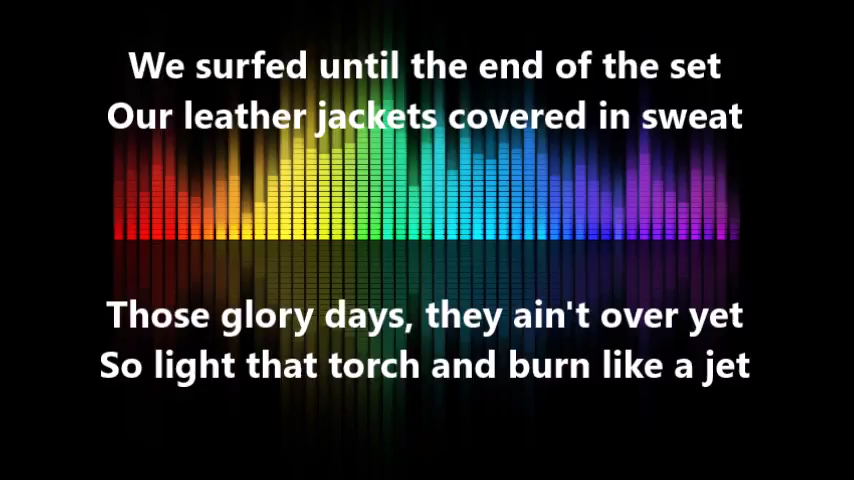 We surfed until the end of the set
Our leather jackets covered in sweat
Those glory days, they ain't over yet
So light that torch and burn like a jet